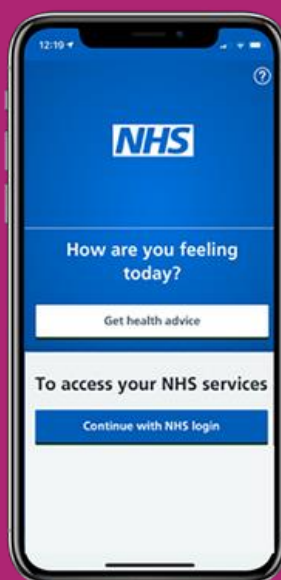 12:19
?
NHS
How are you feeling
today?
Get health advice
To access your NHS services
Continue with NHS login